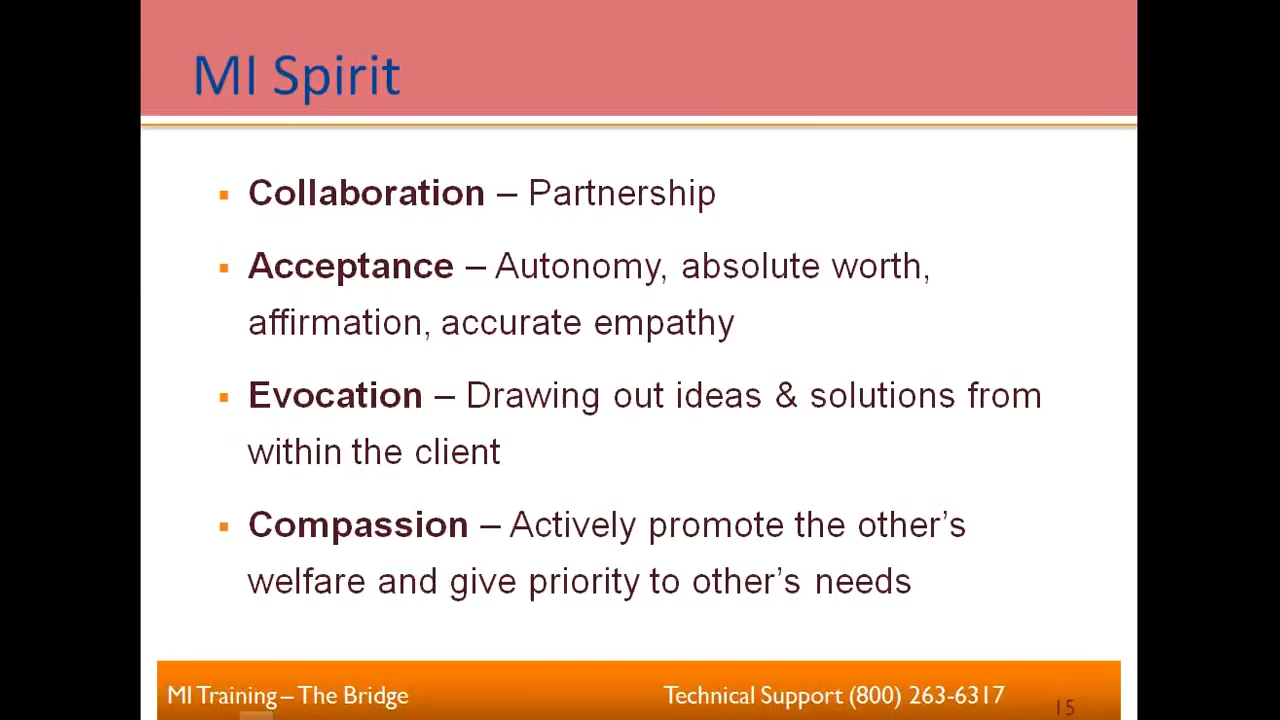 MI Spirit
▪ Collaboration – Partnership
▪ Acceptance – Autonomy, absolute worth,
affirmation, accurate empathy
▪ Evocation – Drawing out ideas & solutions from
within the client
▪ Compassion – Actively promote the other’s
welfare and give priority to other’s needs
MI Training – The Bridge Technical Support (800) 263-6317
15